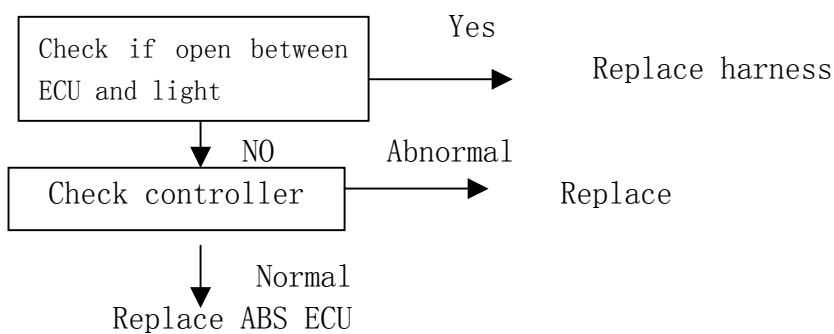 Check if open between
ECU and light
Yes
Replace harness
NO
Abnormal
Check controller
Replace
Normal
Replace ABS ECU